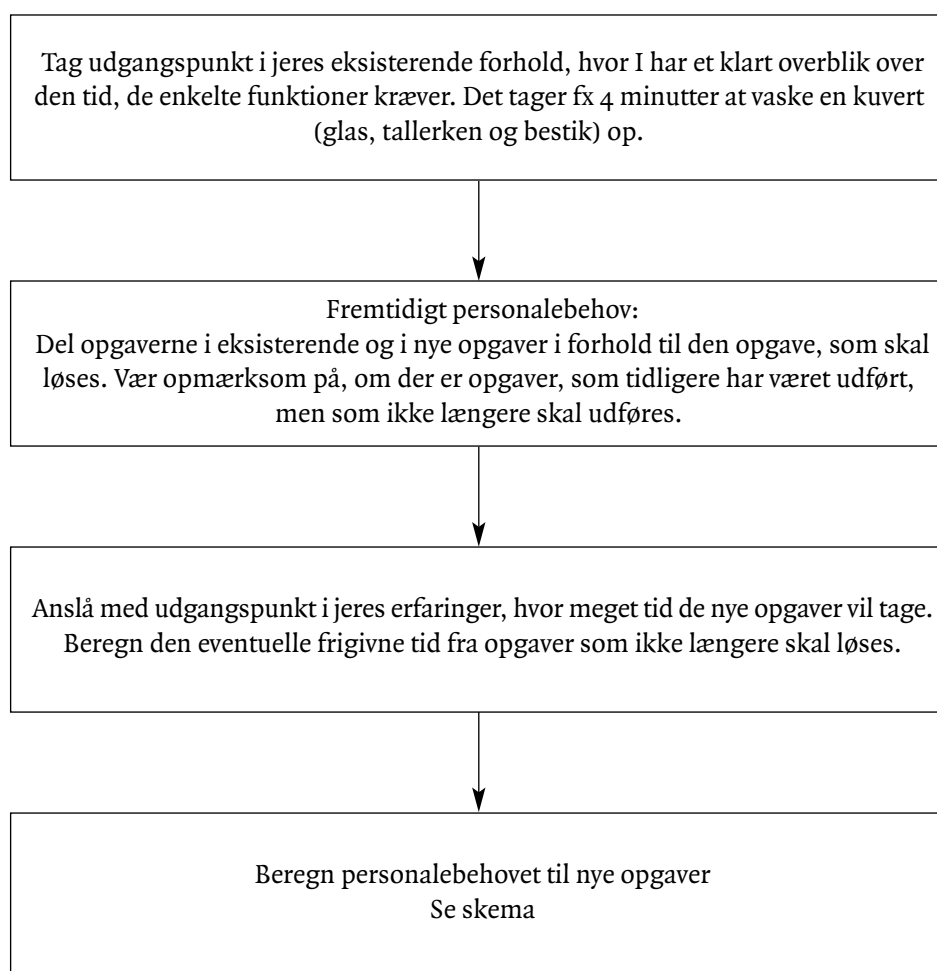 Tag udgangspunkt i jeres eksisterende forhold, hvor I har et klart overblik over
den tid, de enkelte funktioner kræver. Det tager fx 4 minutter at vaske en kuvert
(glas, tallerken og bestik) op.
Fremtidigt personalebehov:
Del opgaverne i eksisterende og i nye opgaver i forhold til den opgave, som skal
løses. Vær opmærksom på, om der er opgaver, som tidligere har været udført,
men som ikke længere skal udføres.
Anslå med udgangspunkt i jeres erfaringer, hvor meget tid de nye opgaver vil tage.
Beregn den eventuelle frigivne tid fra opgaver som ikke længere skal løses.
Beregn personalebehovet til nye opgaver
Se skema